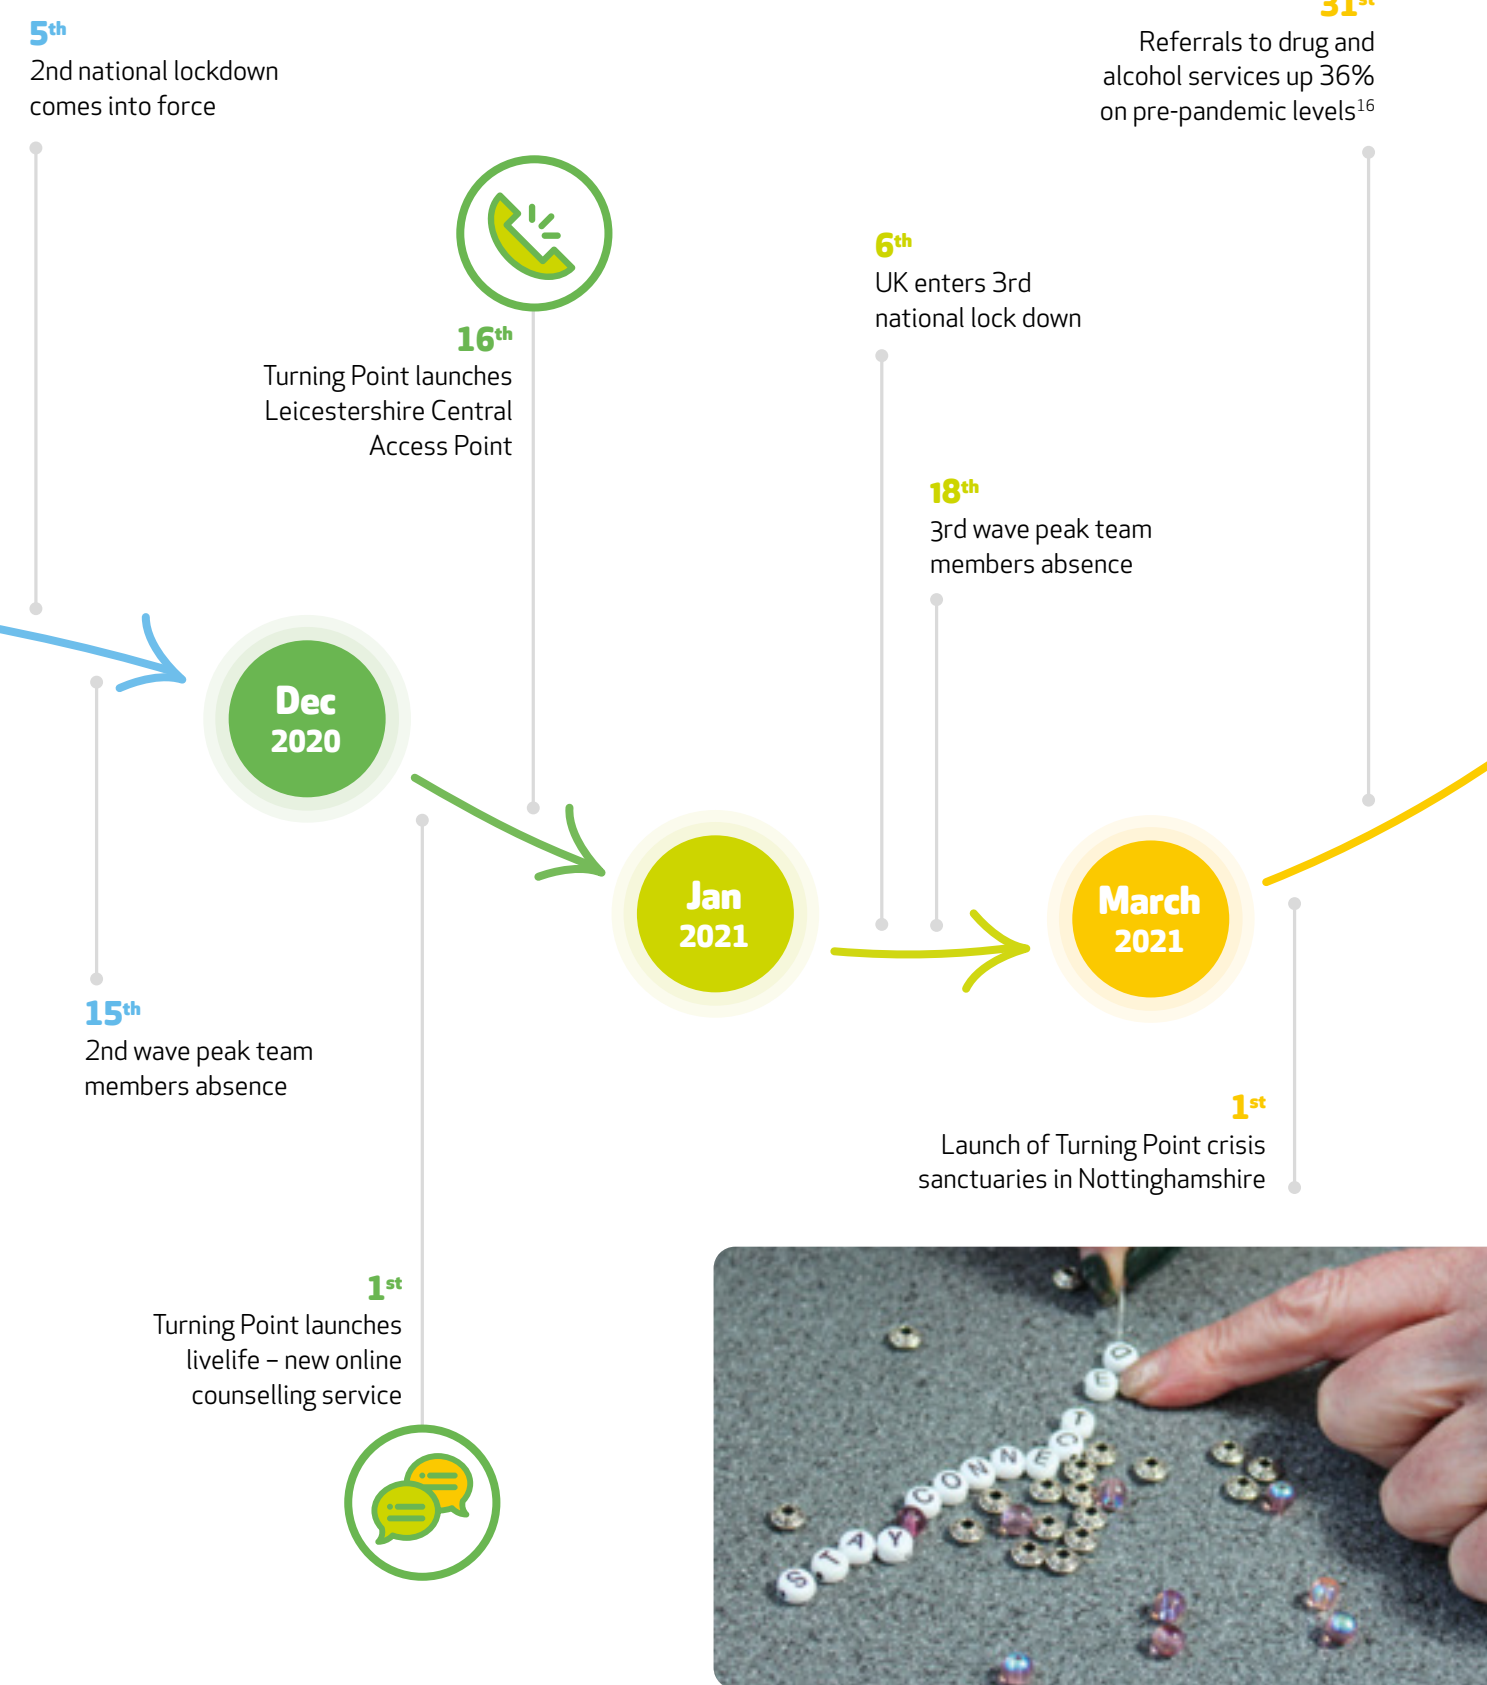 5th
2nd national lockdown
comes into force
15th
2nd wave peak team
members absence
Dec
2020
1st
Turning Point launches
livelife – new online
counselling service
16th
Turning Point launches
Leicestershire Central
Access Point
Jan
2021
6th
UK enters 3rd
national lock down
18th
3rd wave peak team
members absence
March
2021
1st
Launch of Turning Point crisis
sanctuaries in Nottinghamshire
31st
Referrals to drug and
alcohol services up 36%
on pre-pandemic levels16
STAY CONNECTED